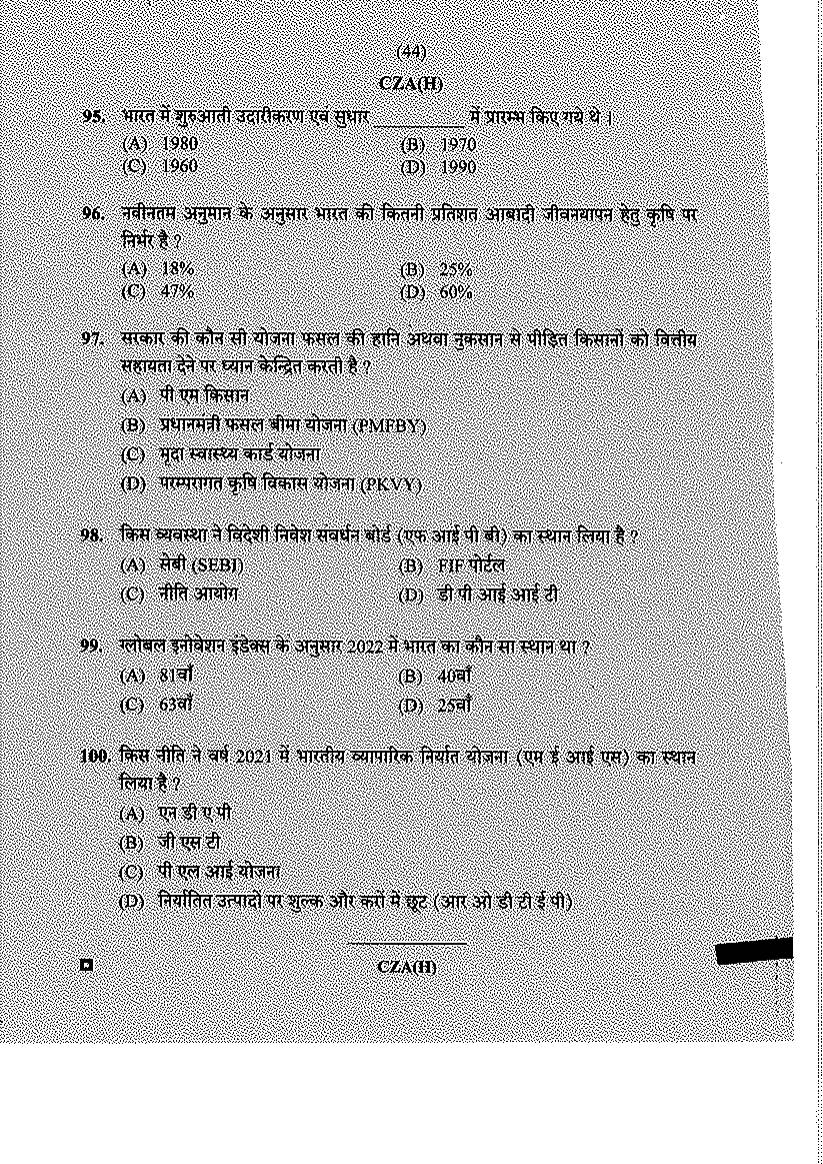 (44)
CZA(H)
95. भारत में शुरुआती उदारीकरण एवं सुधार __________ में प्रारम्भ किए गये थे ।
(A) 1980 (B) 1970
(C) 1960 (D) 1990
96. नवीनतम अनुमान के अनुसार भारत की कितनी प्रतिशत आबादी जीवनयापन हेतु कृषि पर
निर्भर है ?
(A) 18% (B) 25%
(C) 47% (D) 60%
97. सरकार की कौन सी योजना फसल की हानि अथवा नुकसान से पीड़ित किसानों को वित्तीय
सहायता देने पर ध्यान केन्द्रित करती है ?
(A) पी एम किसान
(B) प्रधानमंत्री फसल बीमा योजना (PMFBY)
(C) मृदा स्वास्थ्य कार्ड योजना
(D) परम्परागत कृषि विकास योजना (PKVY)
98. किस व्यवस्था ने विदेशी निवेश संवर्धन बोर्ड (एफ आई पी बी) का स्थान लिया है ?
(A) सेबी (SEBI) (B) FIF पोर्टल
(C) नीति आयोग (D) डी पी आई आई टी
99. ग्लोबल इनोवेशन इंडेक्स के अनुसार 2022 में भारत का कौन सा स्थान था ?
(A) 81वाँ (B) 40वाँ
(C) 63वाँ (D) 25वाँ
100. किस नीति ने वर्ष 2021 में भारतीय व्यापारिक निर्यात योजना (एम ई आई एस) का स्थान
लिया है ?
(A) एन डी ए पी
(B) जी एस टी
(C) पी एल आई योजना
(D) निर्यातित उत्पादों पर शुल्क और करों में छूट (आर ओ डी टी ई पी)
CZA(H)